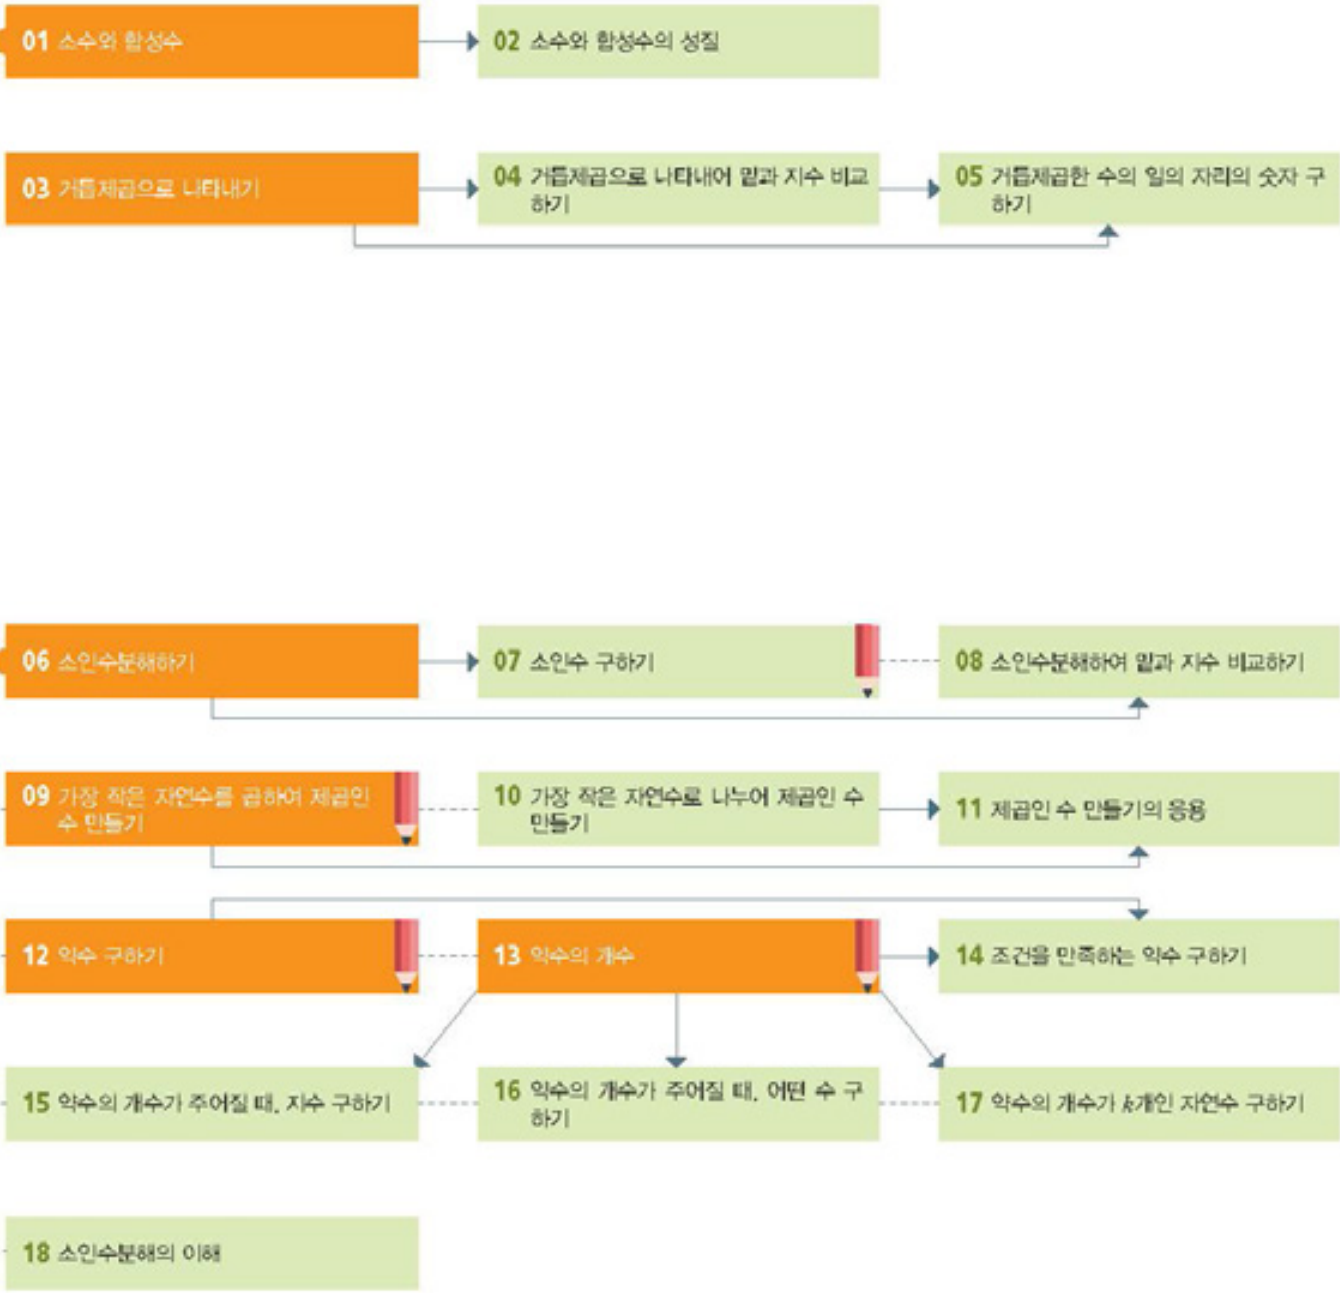 01 소수와 합성수
02 소수와 합성수의 성질
03 거듭제곱으로 나타내기
04 거듭제곱으로 나타내어 밑과 지수 비교
하기
05 거듭제곱한 수의 일의 자리의 숫자 구
하기
06 소인수분해하기
07 소인수 구하기
08 소인수분해하여 밑과 지수 비교하기
09 가장 작은 자연수를 곱하여 제곱인
수 만들기
10 가장 작은 자연수로 나누어 제곱인 수
만들기
11 제곱인 수 만들기의 응용
12 약수 구하기
13 약수의 개수
14 조건을 만족하는 약수 구하기
15 약수의 개수가 주어질 때, 지수 구하기
16 약수의 개수가 주어질 때, 어떤 수 구
하기
17 약수의 개수가 k개인 자연수 구하기
18 소인수분해의 이해